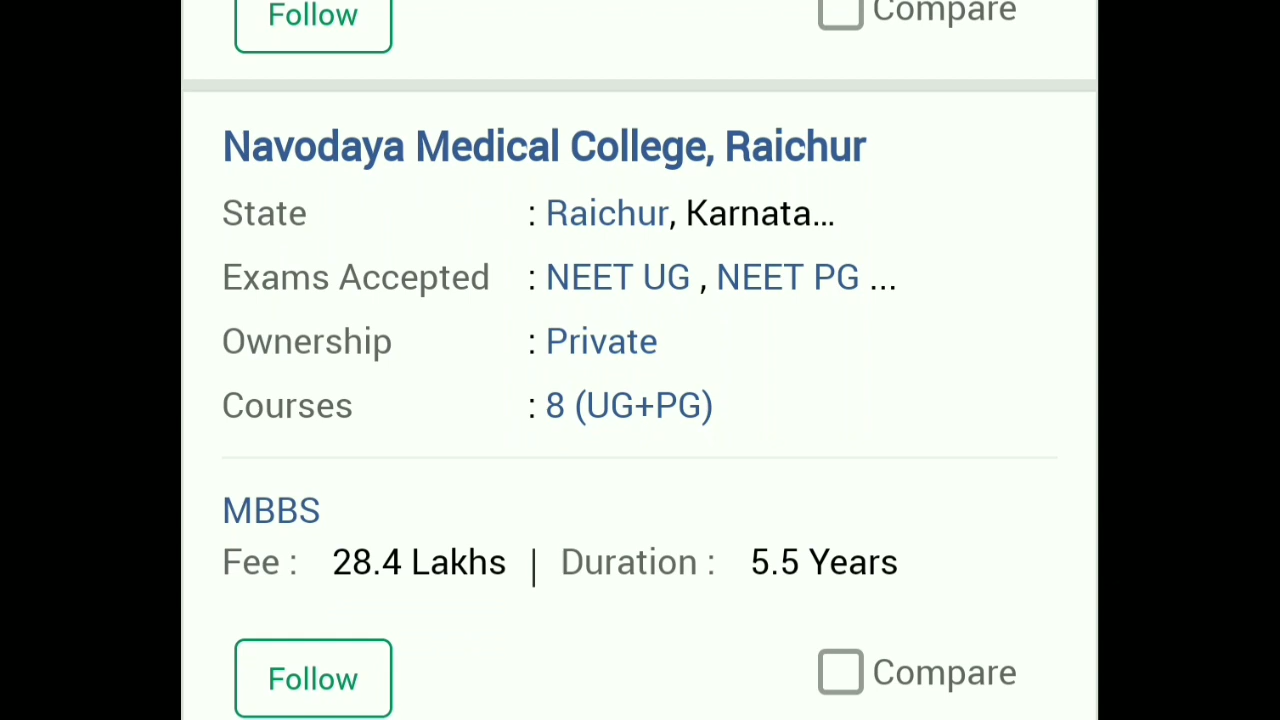 Follow Compare
Navodaya Medical College, Raichur
State : Raichur, Karnata...
Exams Accepted : NEET UG , NEET PG ...
Ownership : Private
Courses : 8 (UG+PG)
MBBS
Fee : 28.4 Lakhs | Duration : 5.5 Years
Follow Compare